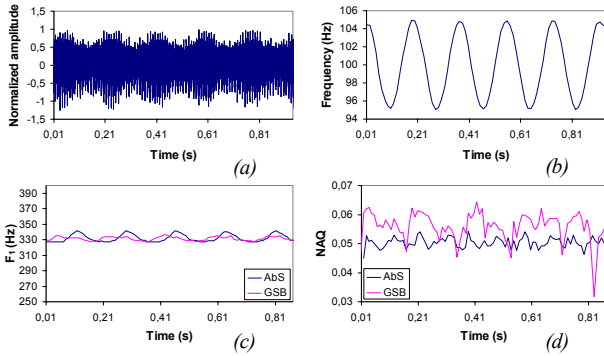 Normalized amplitude
1,5
1
0,5
0
-0,5
-1
-1,5
0,01 0,21 0,41 0,61 0,81
Time (s)
(a)
Frequency (Hz)
106
104
102
100
98
96
94
0,01 0,21 0,41 0,61 0,81
Time (s)
(b)
F₁ (Hz)
390
370
350
330
310
290
270
250
AbS
GSB
0,01 0,21 0,41 0,61 0,81
Time (s)
(c)
NAQ
0,07
0,06
0,05
0,04
0,03
AbS
GSB
0,01 0,21 0,41 0,61 0,81
Time (s)
(d)